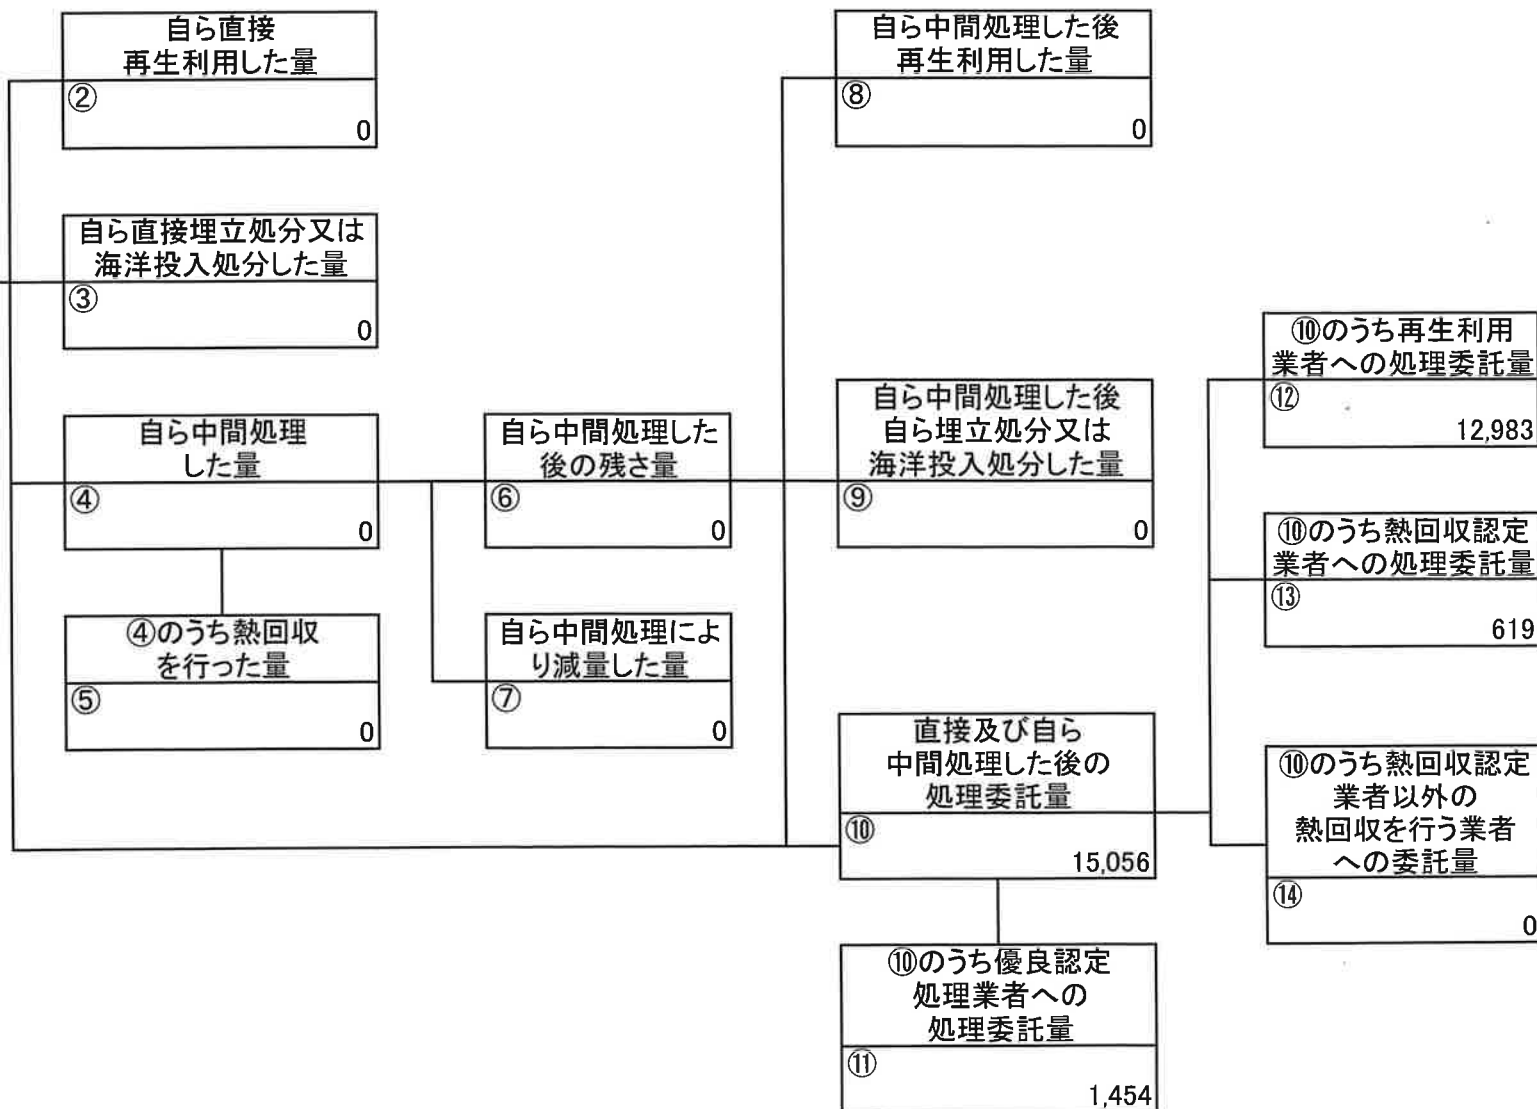 自ら直接
再生利用した量
②
0
自ら直接埋立処分又は
海洋投入処分した量
③
0
自ら中間処理
した量
④
0
④のうち熱回収
を行った量
⑤
0
自ら中間処理した
後の残さ量
⑥
0
自ら中間処理によ
り減量した量
⑦
0
自ら中間処理した後
再生利用した量
⑧
0
自ら中間処理した後
自ら埋立処分又は
海洋投入処分した量
⑨
0
直接及び自ら
中間処理した後の
処理委託量
⑩
15,056
⑩のうち優良認定
処理業者への
処理委託量
⑪
1,454
⑩のうち再生利用
業者への処理委託量
⑫
12,983
⑩のうち熱回収認定
業者への処理委託量
⑬
619
⑩のうち熱回収認定
業者以外の
熱回収を行う業者
への委託量
⑭
0